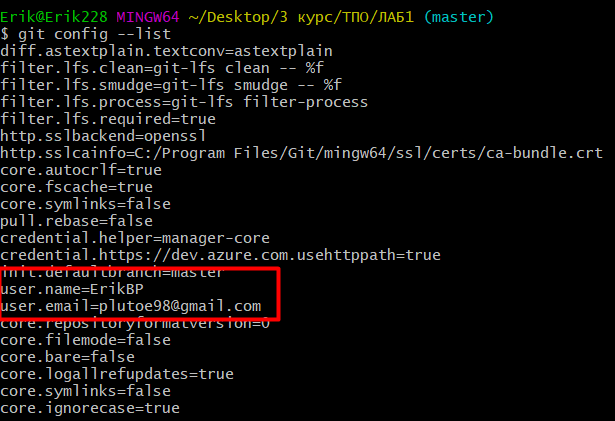 Erik@Erik228 MINGW64 ~/Desktop/3 курс/ТПО/ЛАБ1 (master)
$ git config --list
diff.astextplain.textconv=astextplain
filter.lfs.clean=git-lfs clean -- %f
filter.lfs.smudge=git-lfs smudge -- %f
filter.lfs.process=git-lfs filter-process
filter.lfs.required=true
http.sslbackend=openssl
http.sslcainfo=C:/Program Files/Git/mingw64/ssl/certs/ca-bundle.crt
core.autocrlf=true
core.fscache=true
core.symlinks=false
pull.rebase=false
credential.helper=manager-core
credential.https://dev.azure.com.usehttppath=true
init.defaultbranch=master
user.name=ErikBP
user.email=plutoe98@gmail.com
core.repositoryformatversion=0
core.filemode=false
core.bare=false
core.logallrefupdates=true
core.symlinks=false
core.ignorecase=true